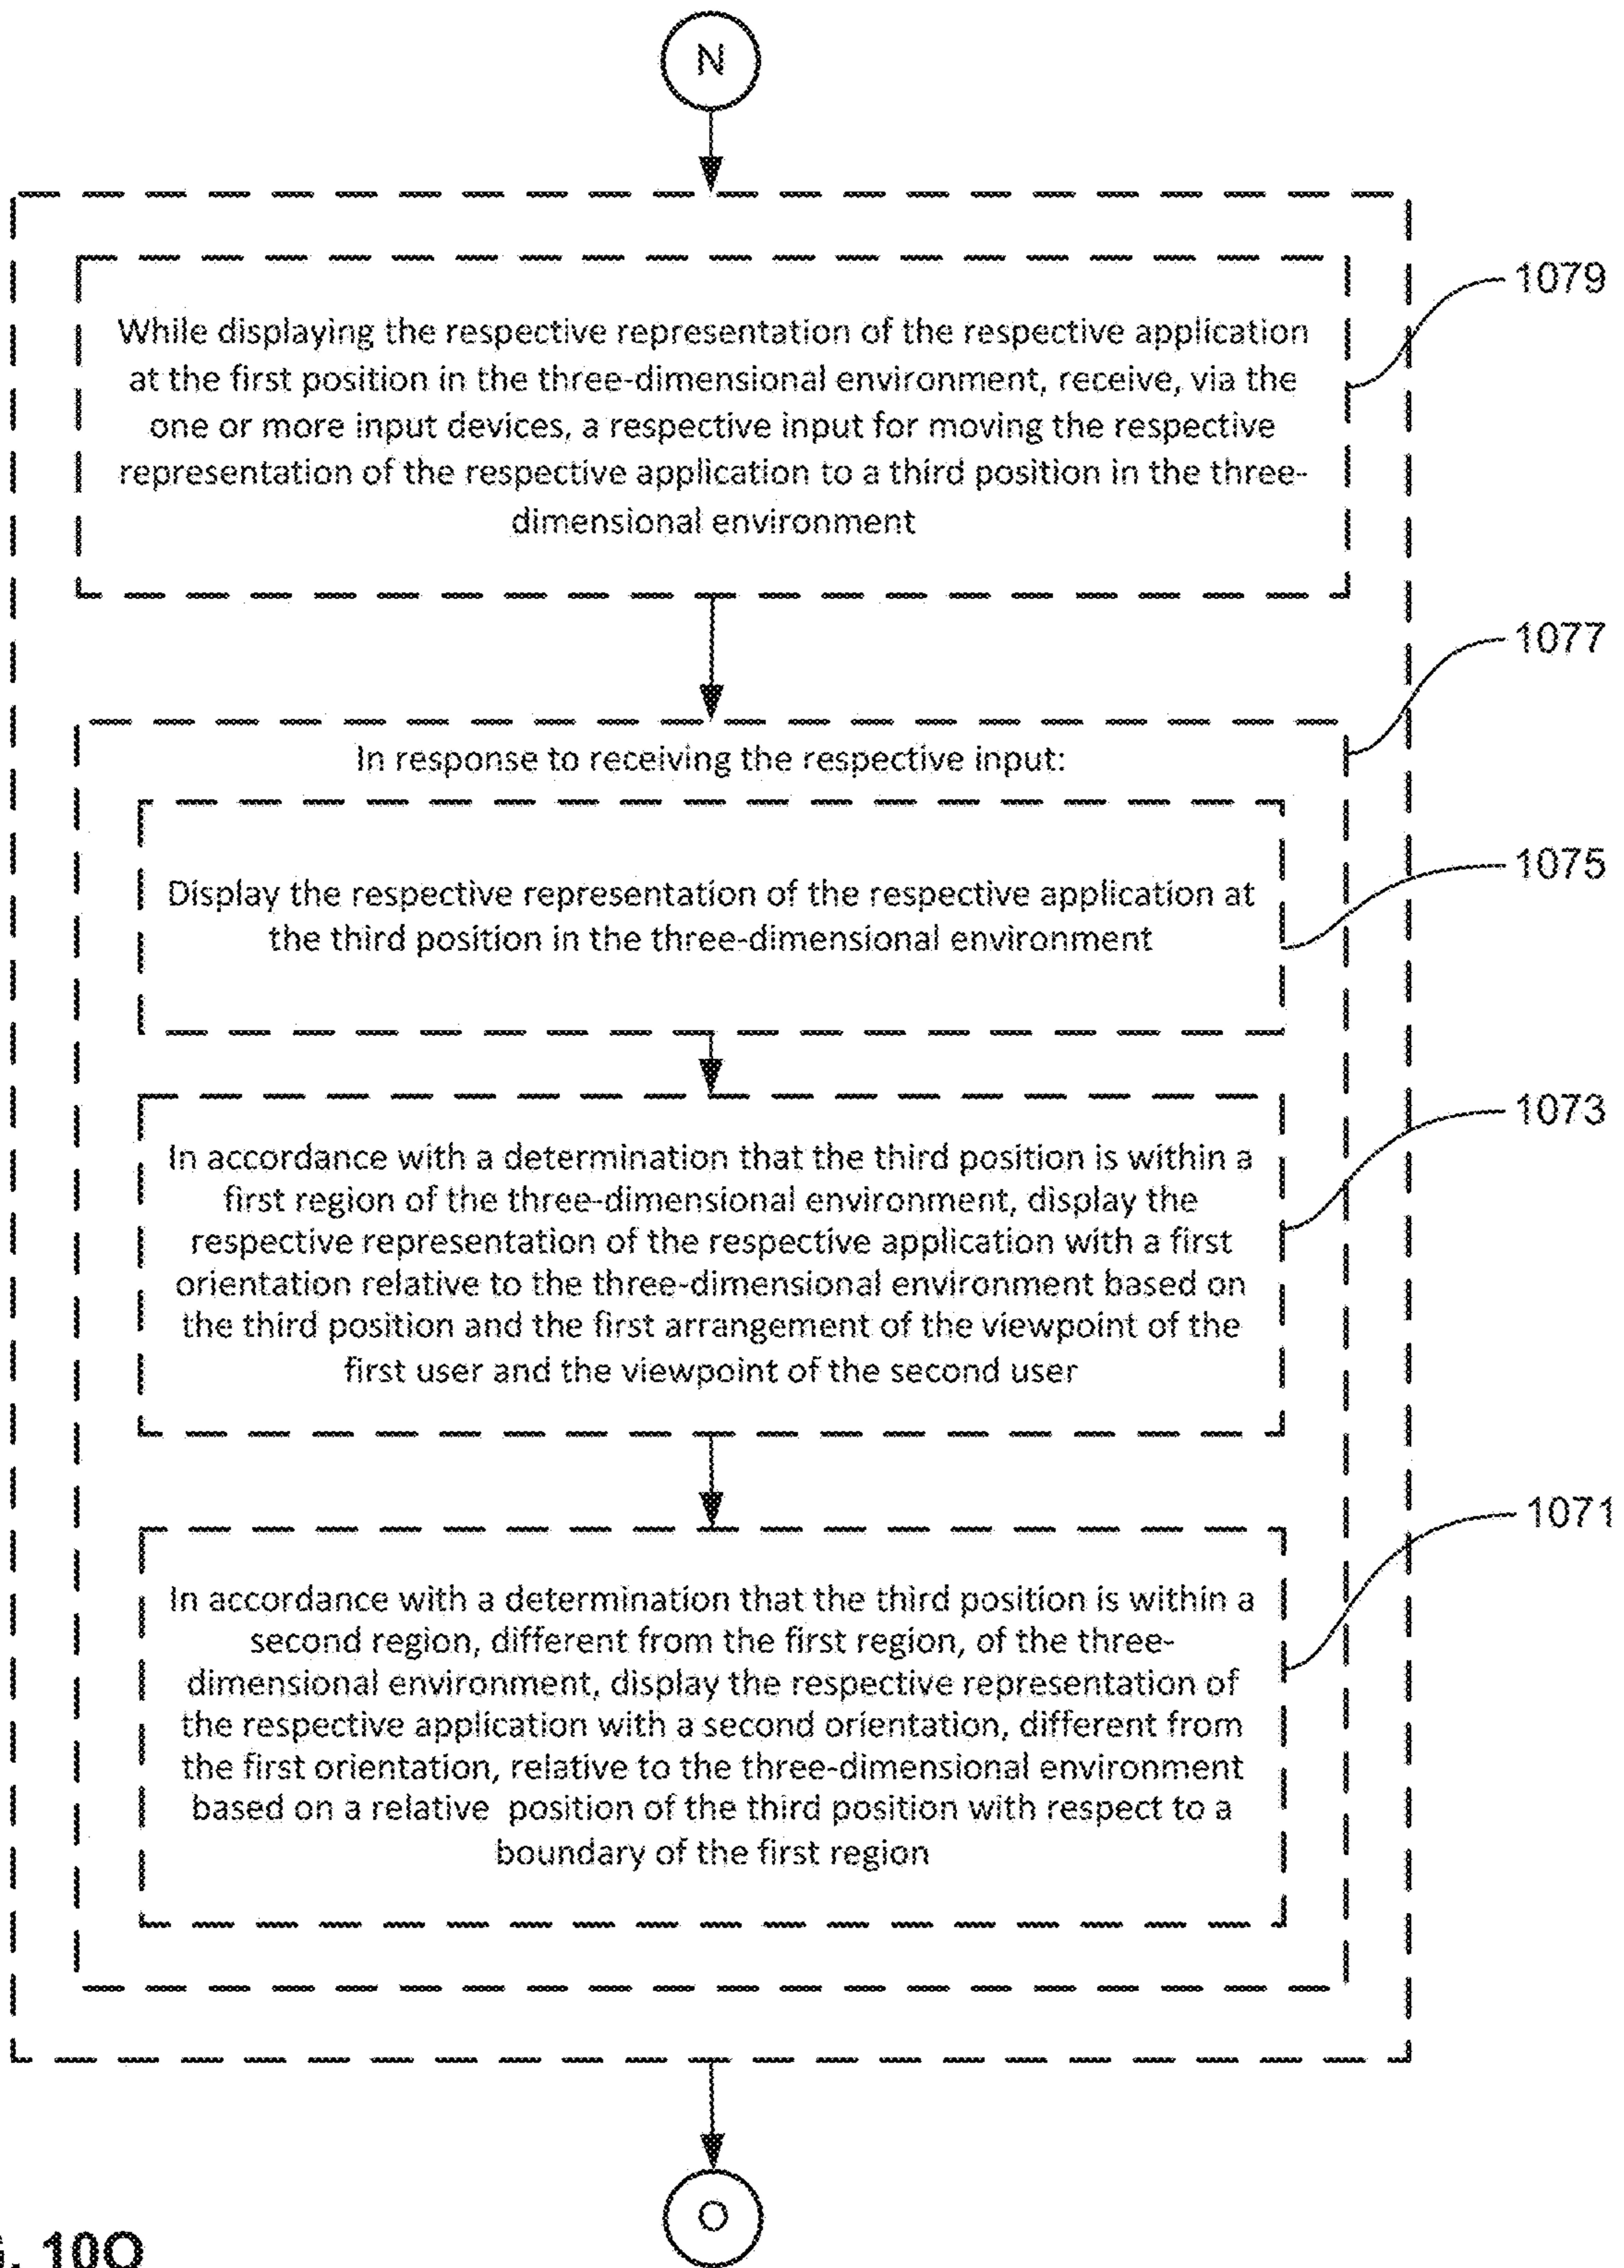 N
1079
While displaying the respective representation of the respective application
at the first position in the three-dimensional environment, receive, via the
one or more input devices, a respective input for moving the respective
representation of the respective application to a third position in the three-
dimensional environment
1077
In response to receiving the respective input:
1075
Display the respective representation of the respective application at
the third position in the three-dimensional environment
1073
In accordance with a determination that the third position is within a
first region of the three-dimensional environment, display the
respective representation of the respective application with a first
orientation relative to the three-dimensional environment based on
the third position and the first arrangement of the viewpoint of the
first user and the viewpoint of the second user
1071
In accordance with a determination that the third position is within a
second region, different from the first region, of the three-
dimensional environment, display the respective representation of
the respective application with a second orientation, different from
the first orientation, relative to the three-dimensional environment
based on a relative position of the third position with respect to a
boundary of the first region
O